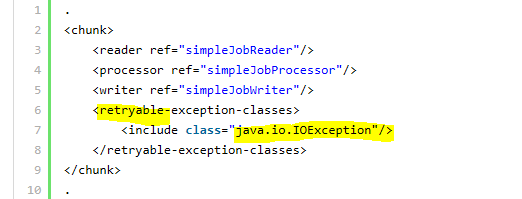 1 .
2 <chunk>
3     <reader ref="simpleJobReader"/>
4     <processor ref="simpleJobProcessor"/>
5     <writer ref="simpleJobWriter"/>
6     <retryable-exception-classes>
7         <include class="java.io.IOException"/>
8     </retryable-exception-classes>
9 </chunk>
10 .